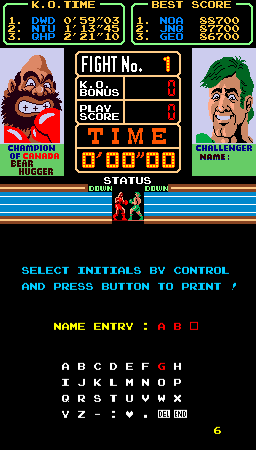 K.O.TIME
1. DWD 0'59"03
2. NTU 1'13"45
3. QHP 2'21"10
BEST SCORE
1. NOA 88700
2. JNO 87700
3. GEO 86700
FIGHT No. 1
K.O. BONUS 0
PLAY SCORE 0
TIME
0'00"00
CHAMPION
OF CANADA
BEAR
HUGGER
CHALLENGER
NAME:
STATUS
DOWN DOWN
SELECT INITIALS BY CONTROL
AND PRESS BUTTON TO PRINT !
NAME ENTRY : A B □
A B C D E F G H
I J K L M N O P
Q R S T U V W X
Y Z - : ♥ . DEL END
6